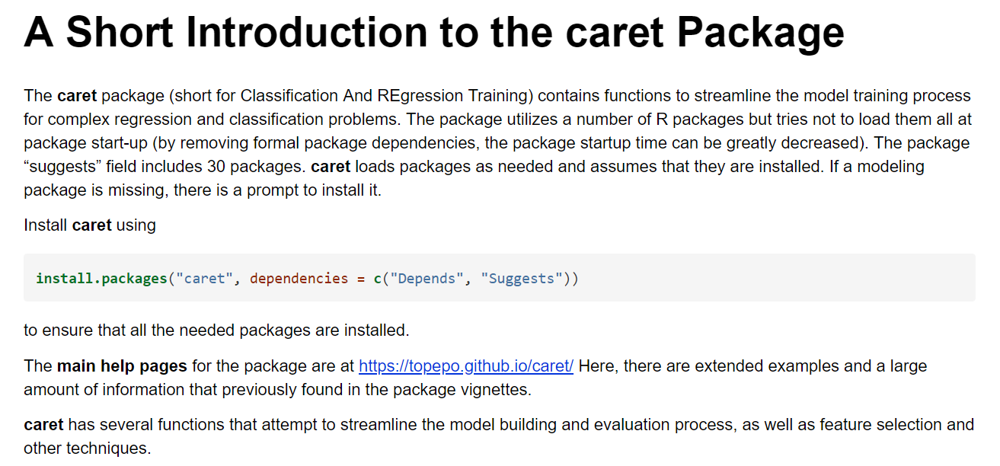 A Short Introduction to the caret Package
The caret package (short for Classification And REgression Training) contains functions to streamline the model training process
for complex regression and classification problems. The package utilizes a number of R packages but tries not to load them all at
package start-up (by removing formal package dependencies, the package startup time can be greatly decreased). The package
“suggests” field includes 30 packages. caret loads packages as needed and assumes that they are installed. If a modeling
package is missing, there is a prompt to install it.
Install caret using
install.packages("caret", dependencies = c("Depends", "Suggests"))
to ensure that all the needed packages are installed.
The main help pages for the package are at https://topepo.github.io/caret/ Here, there are extended examples and a large
amount of information that previously found in the package vignettes.
caret has several functions that attempt to streamline the model building and evaluation process, as well as feature selection and
other techniques.